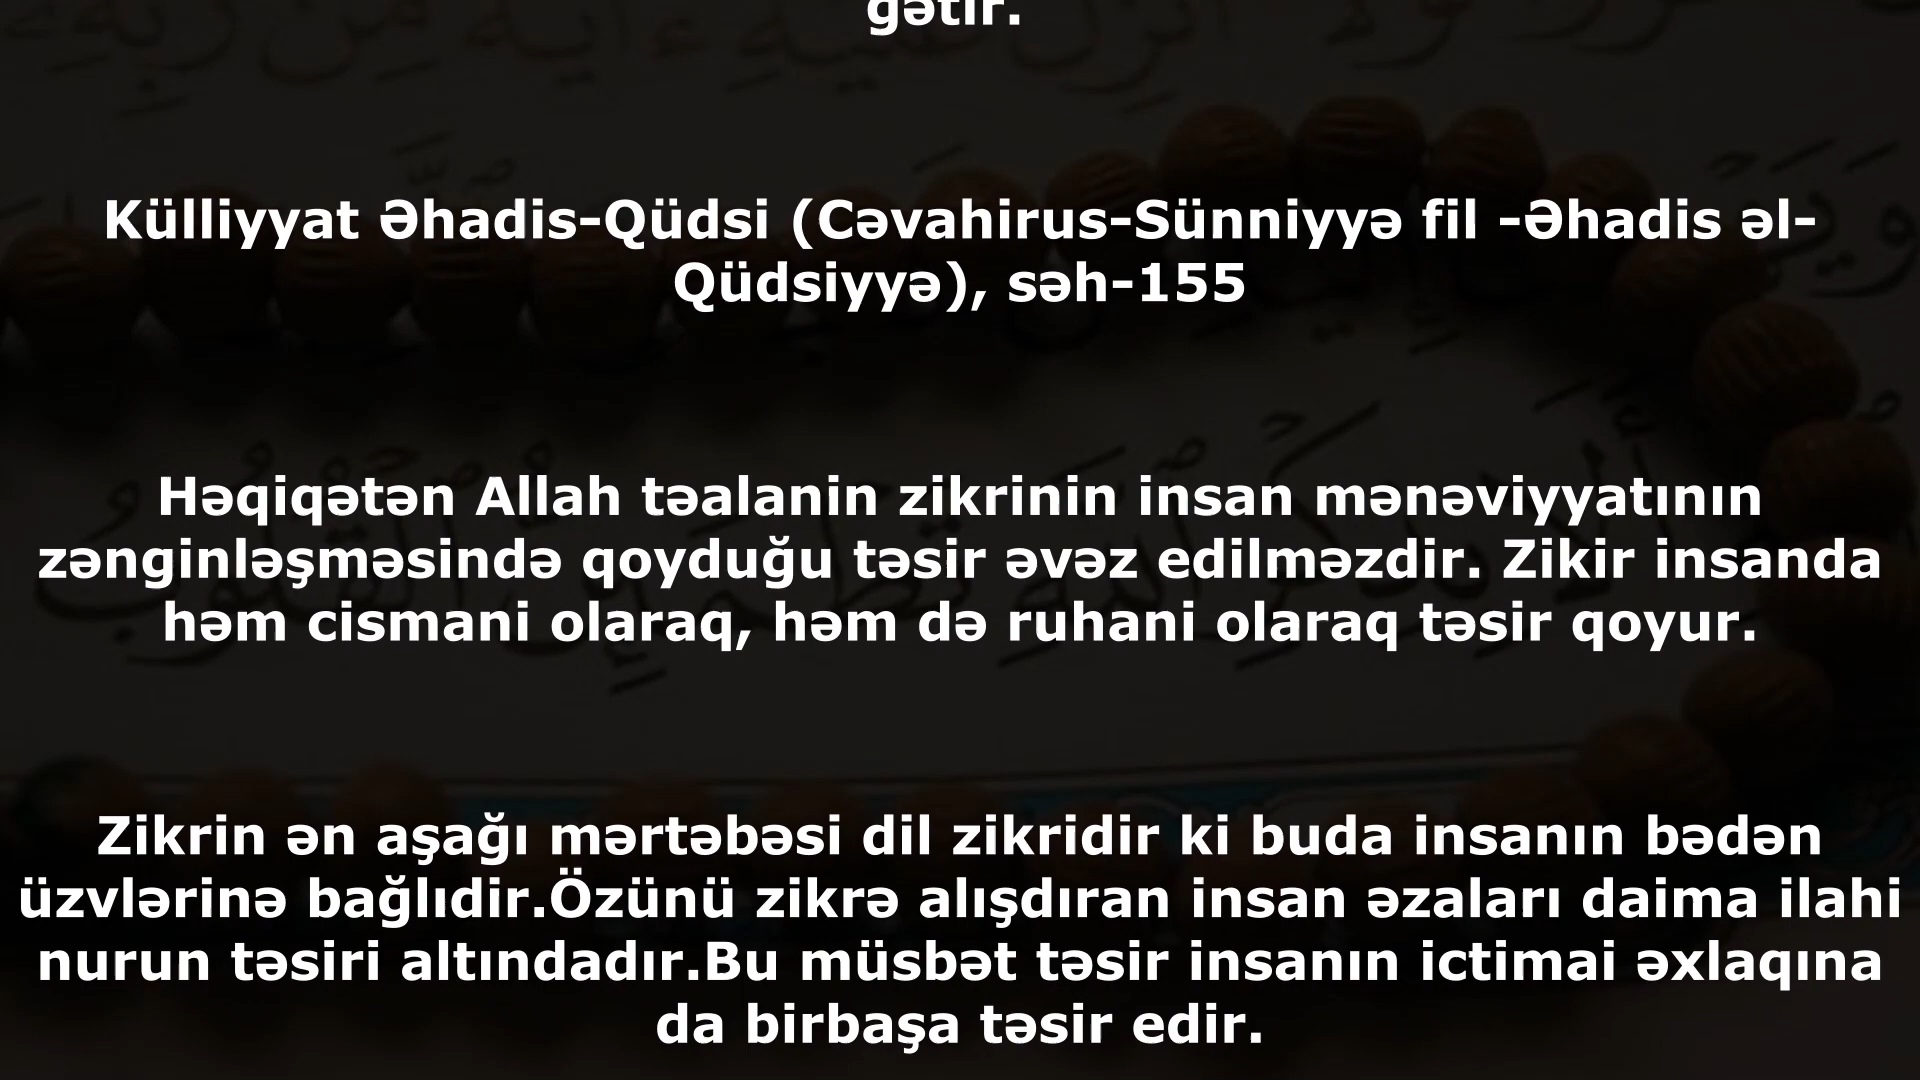 gətir.
Külliyyat Əhadis-Qüdsi (Cəvahirus-Sünniyyə fil -Əhadis əl-
Qüdsiyyə), səh-155
Həqiqətən Allah təalanin zikrinin insan mənəviyyatının
zənginləşməsində qoyduğu təsir əvəz edilməzdir. Zikir insanda
həm cismani olaraq, həm də ruhani olaraq təsir qoyur.
Zikrin ən aşağı mərtəbəsi dil zikridir ki buda insanın bədən
üzvlərinə bağlıdir.Özünü zikrə alışdıran insan əzaları daima ilahi
nurun təsiri altındadır.Bu müsbət təsir insanın ictimai əxlaqına
da birbaşa təsir edir.